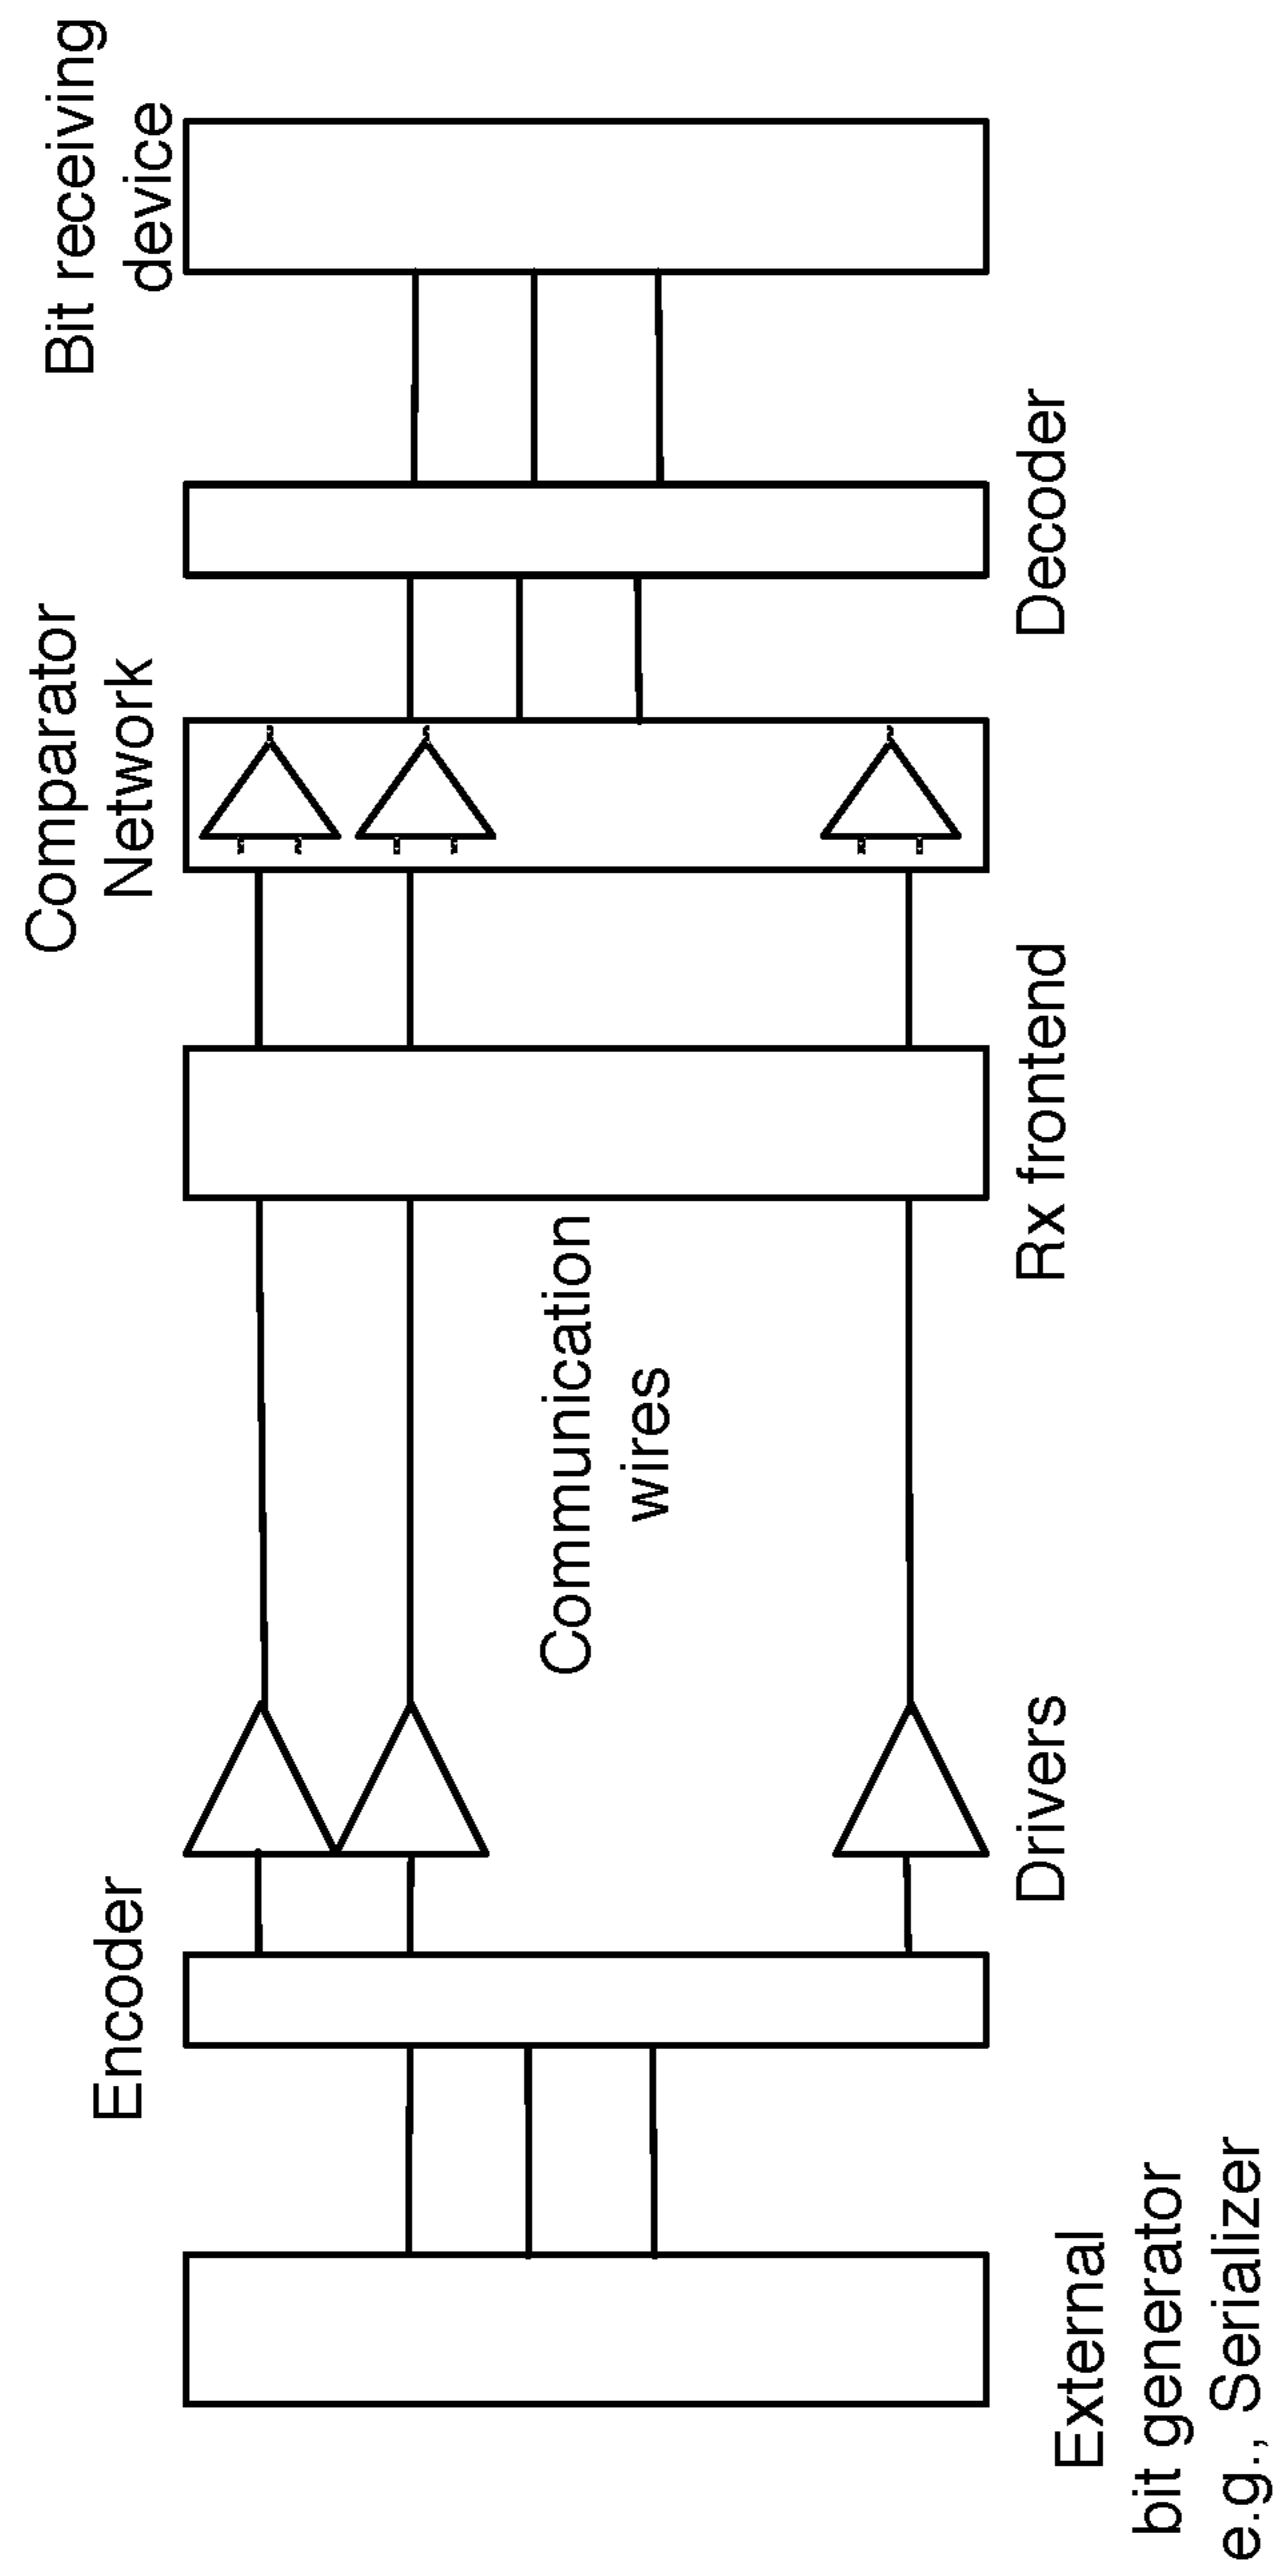 External
bit generator
e.g., Serializer
Encoder
Drivers
Communication
wires
Rx frontend
Comparator
Network
Decoder
Bit receiving
device